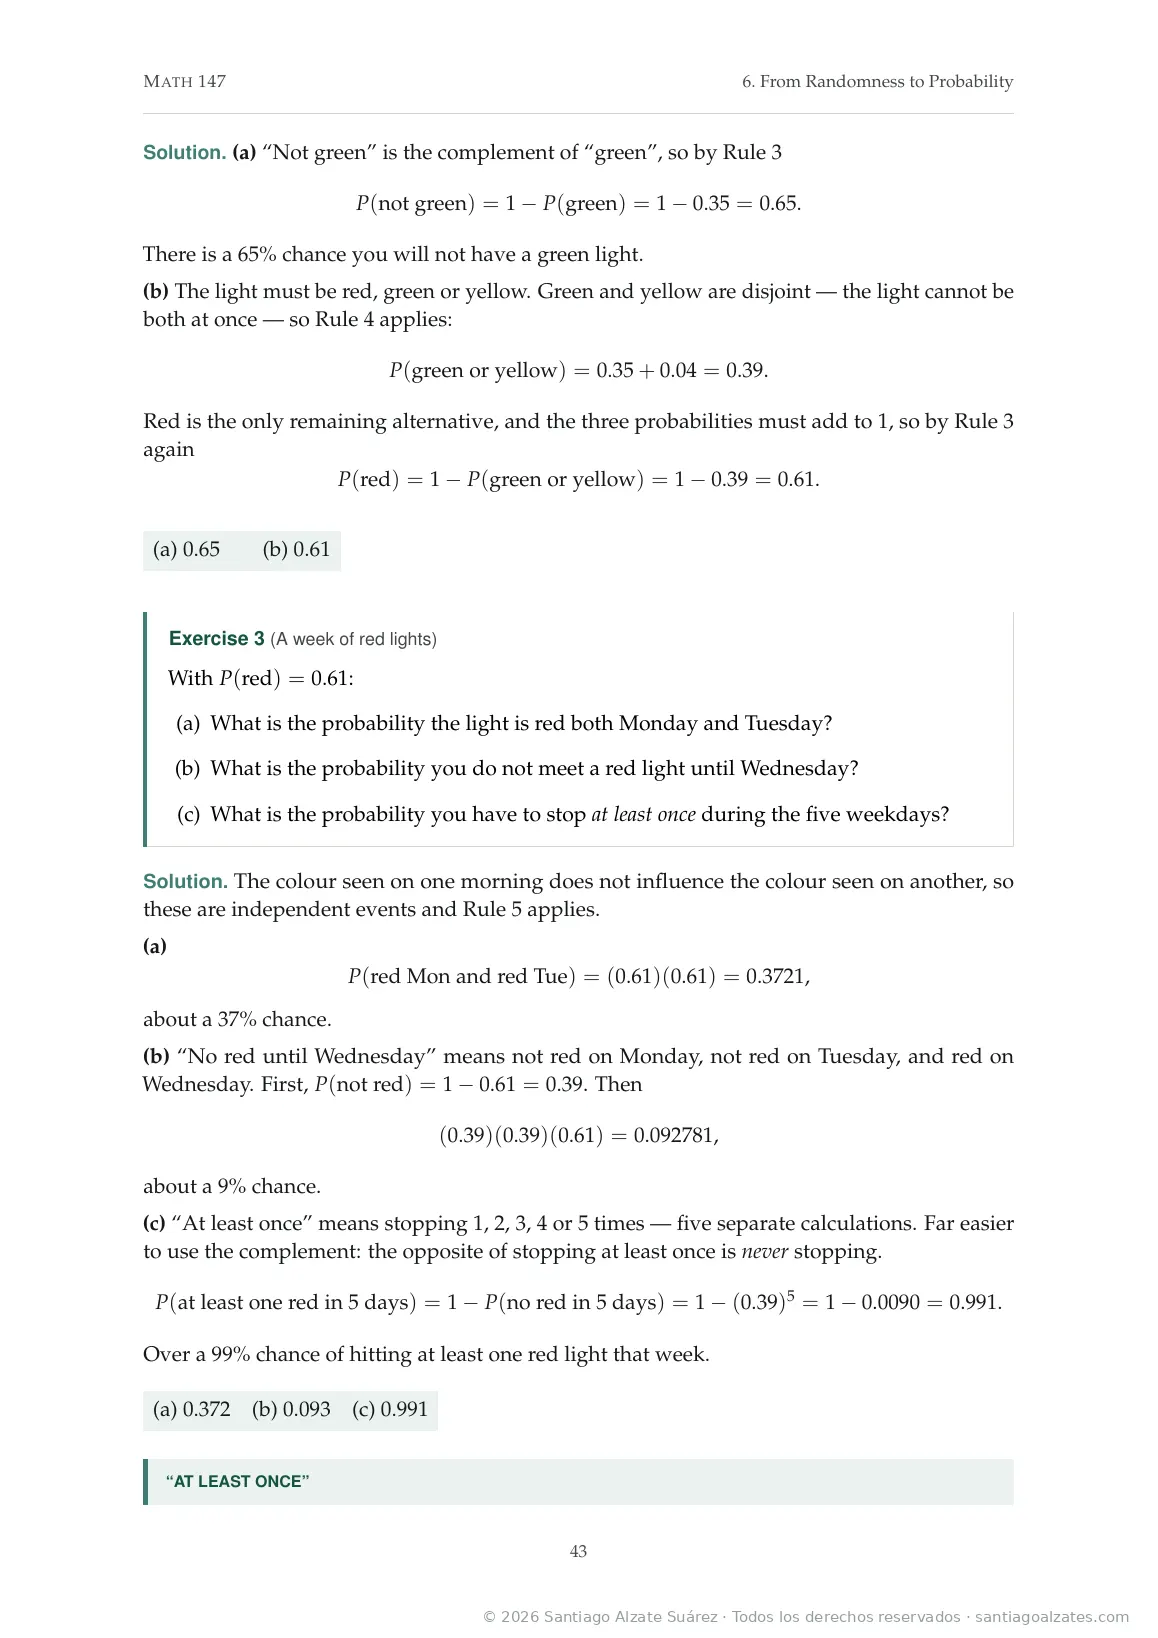 MATH 147
6. From Randomness to Probability
Solution. (a) “Not green” is the complement of “green”, so by Rule 3
P(not green) = 1 − P(green) = 1 − 0.35 = 0.65.
There is a 65% chance you will not have a green light.
(b) The light must be red, green or yellow. Green and yellow are disjoint — the light cannot be
both at once — so Rule 4 applies:
P(green or yellow) = 0.35 + 0.04 = 0.39.
Red is the only remaining alternative, and the three probabilities must add to 1, so by Rule 3
again
P(red) = 1 − P(green or yellow) = 1 − 0.39 = 0.61.
(a) 0.65 (b) 0.61
Exercise 3 (A week of red lights)
With P(red) = 0.61:
(a) What is the probability the light is red both Monday and Tuesday?
(b) What is the probability you do not meet a red light until Wednesday?
(c) What is the probability you have to stop at least once during the five weekdays?
Solution. The colour seen on one morning does not influence the colour seen on another, so
these are independent events and Rule 5 applies.
(a)
P(red Mon and red Tue) = (0.61)(0.61) = 0.3721,
about a 37% chance.
(b) “No red until Wednesday” means not red on Monday, not red on Tuesday, and red on
Wednesday. First, P(not red) = 1 − 0.61 = 0.39. Then
(0.39)(0.39)(0.61) = 0.092781,
about a 9% chance.
(c) “At least once” means stopping 1, 2, 3, 4 or 5 times — five separate calculations. Far easier
to use the complement: the opposite of stopping at least once is never stopping.
P(at least one red in 5 days) = 1 − P(no red in 5 days) = 1 − (0.39)⁵ = 1 − 0.0090 = 0.991.
Over a 99% chance of hitting at least one red light that week.
(a) 0.372 (b) 0.093 (c) 0.991
“AT LEAST ONCE”
43
© 2026 Santiago Alzate Suárez · Todos los derechos reservados · santiagoalzates.com